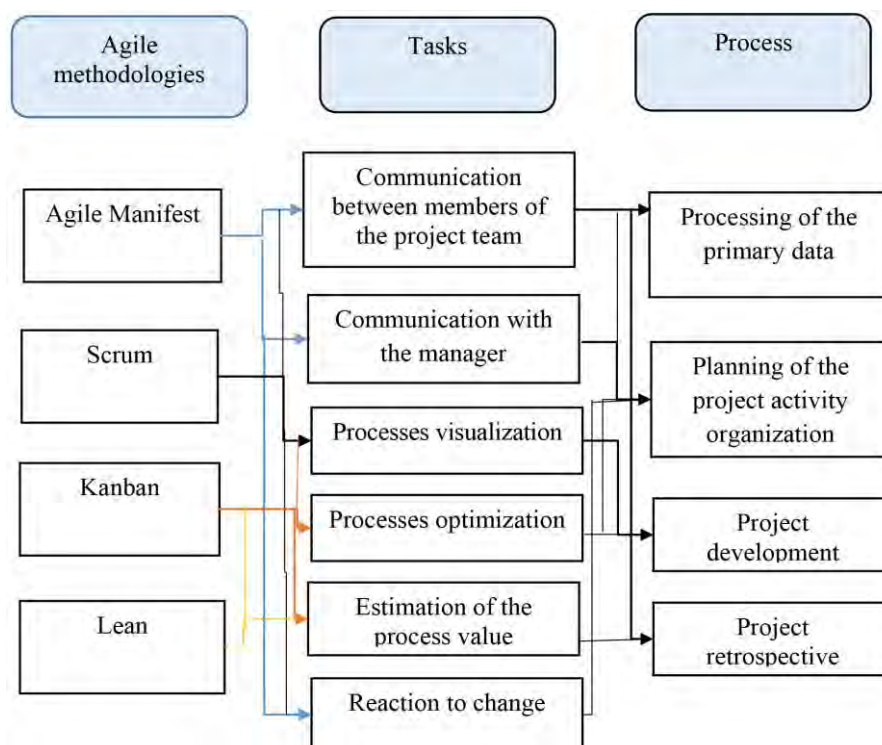 Agile
methodologies
Tasks
Process
Agile Manifest
Scrum
Kanban
Lean
Communication
between members of
the project team
Communication with
the manager
Processes visualization
Processes optimization
Estimation of the
process value
Reaction to change
Processing of the
primary data
Planning of the
project activity
organization
Project
development
Project
retrospective